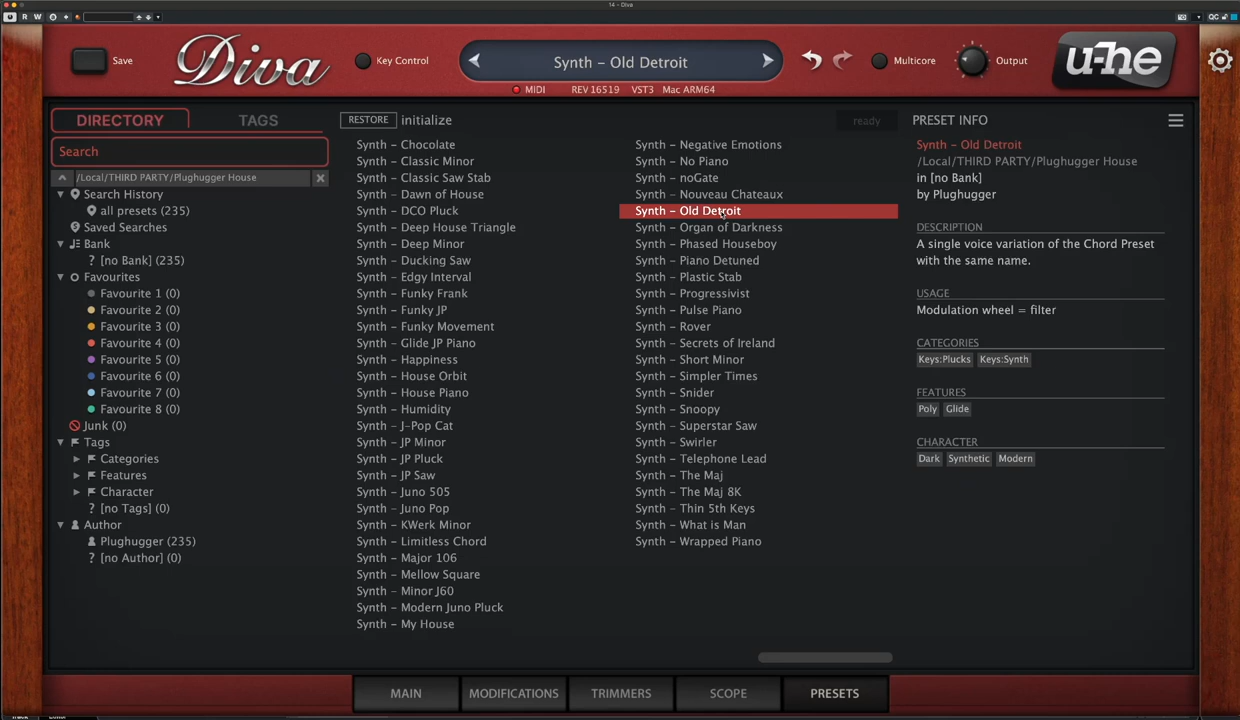 14 - Diva
R W
QC
Save
Diva
Key Control
Synth – Old Detroit
Multicore
Output
u-he
MIDI REV 16519 VST3 Mac ARM64
DIRECTORY
TAGS
Search
/Local/THIRD PARTY/Plughugger House
Search History
all presets (235)
Saved Searches
Bank
? [no Bank] (235)
Favourites
Favourite 1 (0)
Favourite 2 (0)
Favourite 3 (0)
Favourite 4 (0)
Favourite 5 (0)
Favourite 6 (0)
Favourite 7 (0)
Favourite 8 (0)
Junk (0)
Tags
Categories
Features
Character
? [no Tags] (0)
Author
Plughugger (235)
? [no Author] (0)
RESTORE initialize
ready
Synth – Chocolate
Synth – Classic Minor
Synth – Classic Saw Stab
Synth – Dawn of House
Synth – DCO Pluck
Synth – Deep House Triangle
Synth – Deep Minor
Synth – Ducking Saw
Synth – Edgy Interval
Synth – Funky Frank
Synth – Funky JP
Synth – Funky Movement
Synth – Glide JP Piano
Synth – Happiness
Synth – House Orbit
Synth – House Piano
Synth – Humidity
Synth – J-Pop Cat
Synth – JP Minor
Synth – JP Pluck
Synth – JP Saw
Synth – Juno 505
Synth – Juno Pop
Synth – KWerk Minor
Synth – Limitless Chord
Synth – Major 106
Synth – Mellow Square
Synth – Minor J60
Synth – Modern Juno Pluck
Synth – My House
Synth – Negative Emotions
Synth – No Piano
Synth – noGate
Synth – Nouveau Chateaux
Synth – Old Detroit
Synth – Organ of Darkness
Synth – Phased Houseboy
Synth – Piano Detuned
Synth – Plastic Stab
Synth – Progressivist
Synth – Pulse Piano
Synth – Rover
Synth – Secrets of Ireland
Synth – Short Minor
Synth – Simpler Times
Synth – Snider
Synth – Snoopy
Synth – Superstar Saw
Synth – Swirler
Synth – Telephone Lead
Synth – The Maj
Synth – The Maj 8K
Synth – Thin 5th Keys
Synth – What is Man
Synth – Wrapped Piano
PRESET INFO
Synth – Old Detroit
/Local/THIRD PARTY/Plughugger House
in [no Bank]
by Plughugger
DESCRIPTION
A single voice variation of the Chord Preset
with the same name.
USAGE
Modulation wheel = filter
CATEGORIES
Keys:Plucks Keys:Synth
FEATURES
Poly Glide
CHARACTER
Dark Synthetic Modern
MAIN
MODIFICATIONS
TRIMMERS
SCOPE
PRESETS